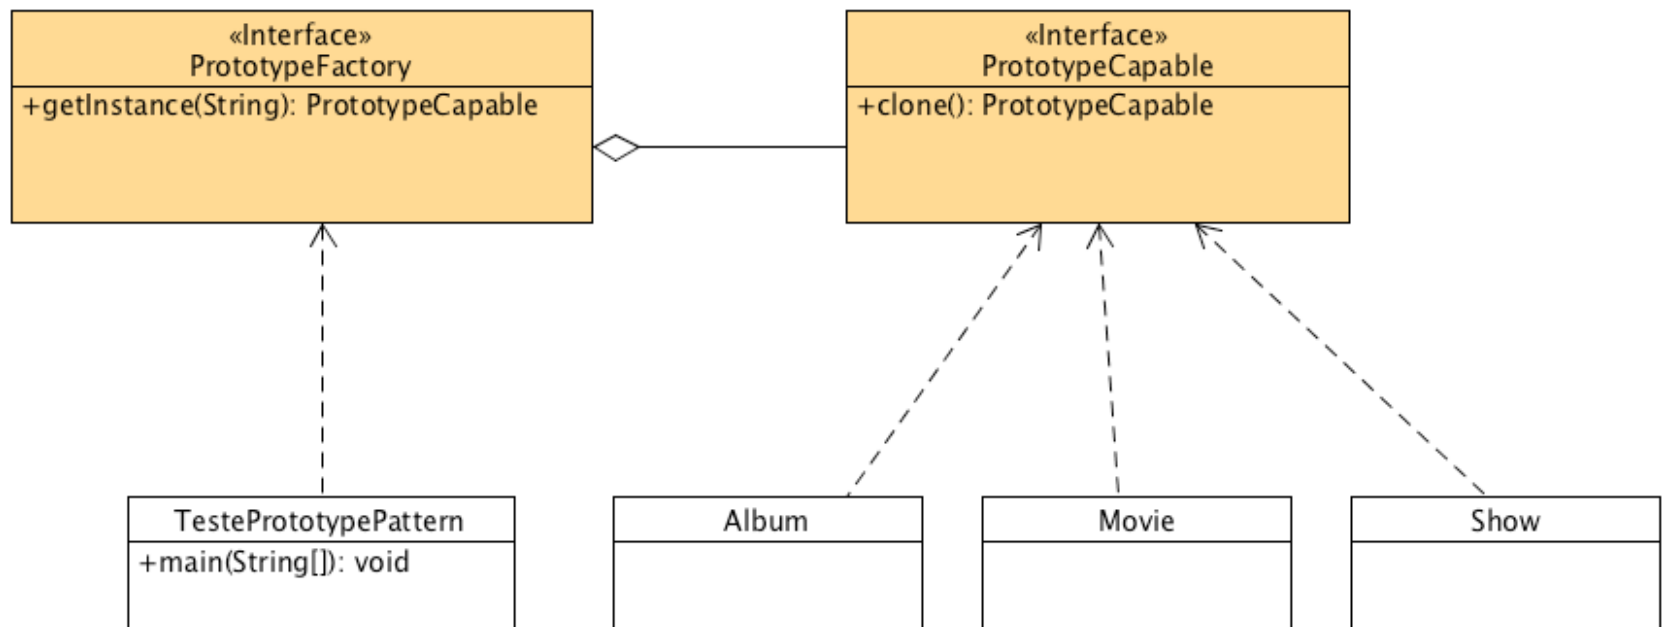 «Interface»
PrototypeFactory
+getInstance(String): PrototypeCapable
«Interface»
PrototypeCapable
+clone(): PrototypeCapable
TestePrototypePattern
+main(String[]): void
Album
Movie
Show